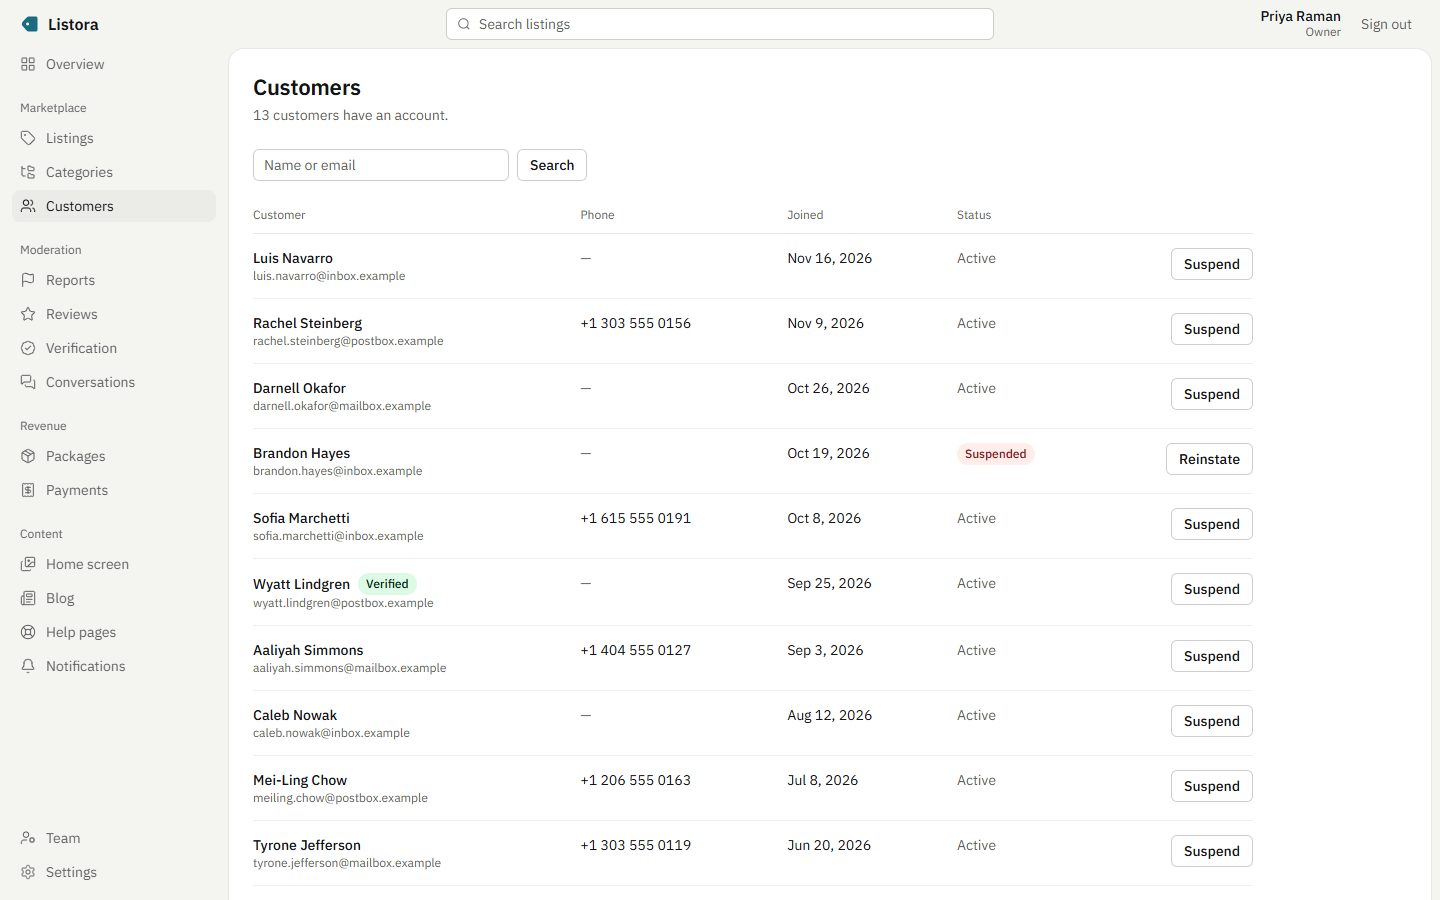 Listora
Search listings
Priya Raman
Owner
Sign out
Overview
Marketplace
Listings
Categories
Customers
Moderation
Reports
Reviews
Verification
Conversations
Revenue
Packages
Payments
Content
Home screen
Blog
Help pages
Notifications
Team
Settings
Customers
13 customers have an account.
Name or email
Search
Customer Phone Joined Status
Luis Navarro — Nov 16, 2026 Active Suspend
luis.navarro@inbox.example
Rachel Steinberg +1 303 555 0156 Nov 9, 2026 Active Suspend
rachel.steinberg@postbox.example
Darnell Okafor — Oct 26, 2026 Active Suspend
darnell.okafor@mailbox.example
Brandon Hayes — Oct 19, 2026 Suspended Reinstate
brandon.hayes@inbox.example
Sofia Marchetti +1 615 555 0191 Oct 8, 2026 Active Suspend
sofia.marchetti@inbox.example
Wyatt Lindgren Verified — Sep 25, 2026 Active Suspend
wyatt.lindgren@postbox.example
Aaliyah Simmons +1 404 555 0127 Sep 3, 2026 Active Suspend
aaliyah.simmons@mailbox.example
Caleb Nowak — Aug 12, 2026 Active Suspend
caleb.nowak@inbox.example
Mei-Ling Chow +1 206 555 0163 Jul 8, 2026 Active Suspend
meiling.chow@postbox.example
Tyrone Jefferson +1 303 555 0119 Jun 20, 2026 Active Suspend
tyrone.jefferson@mailbox.example